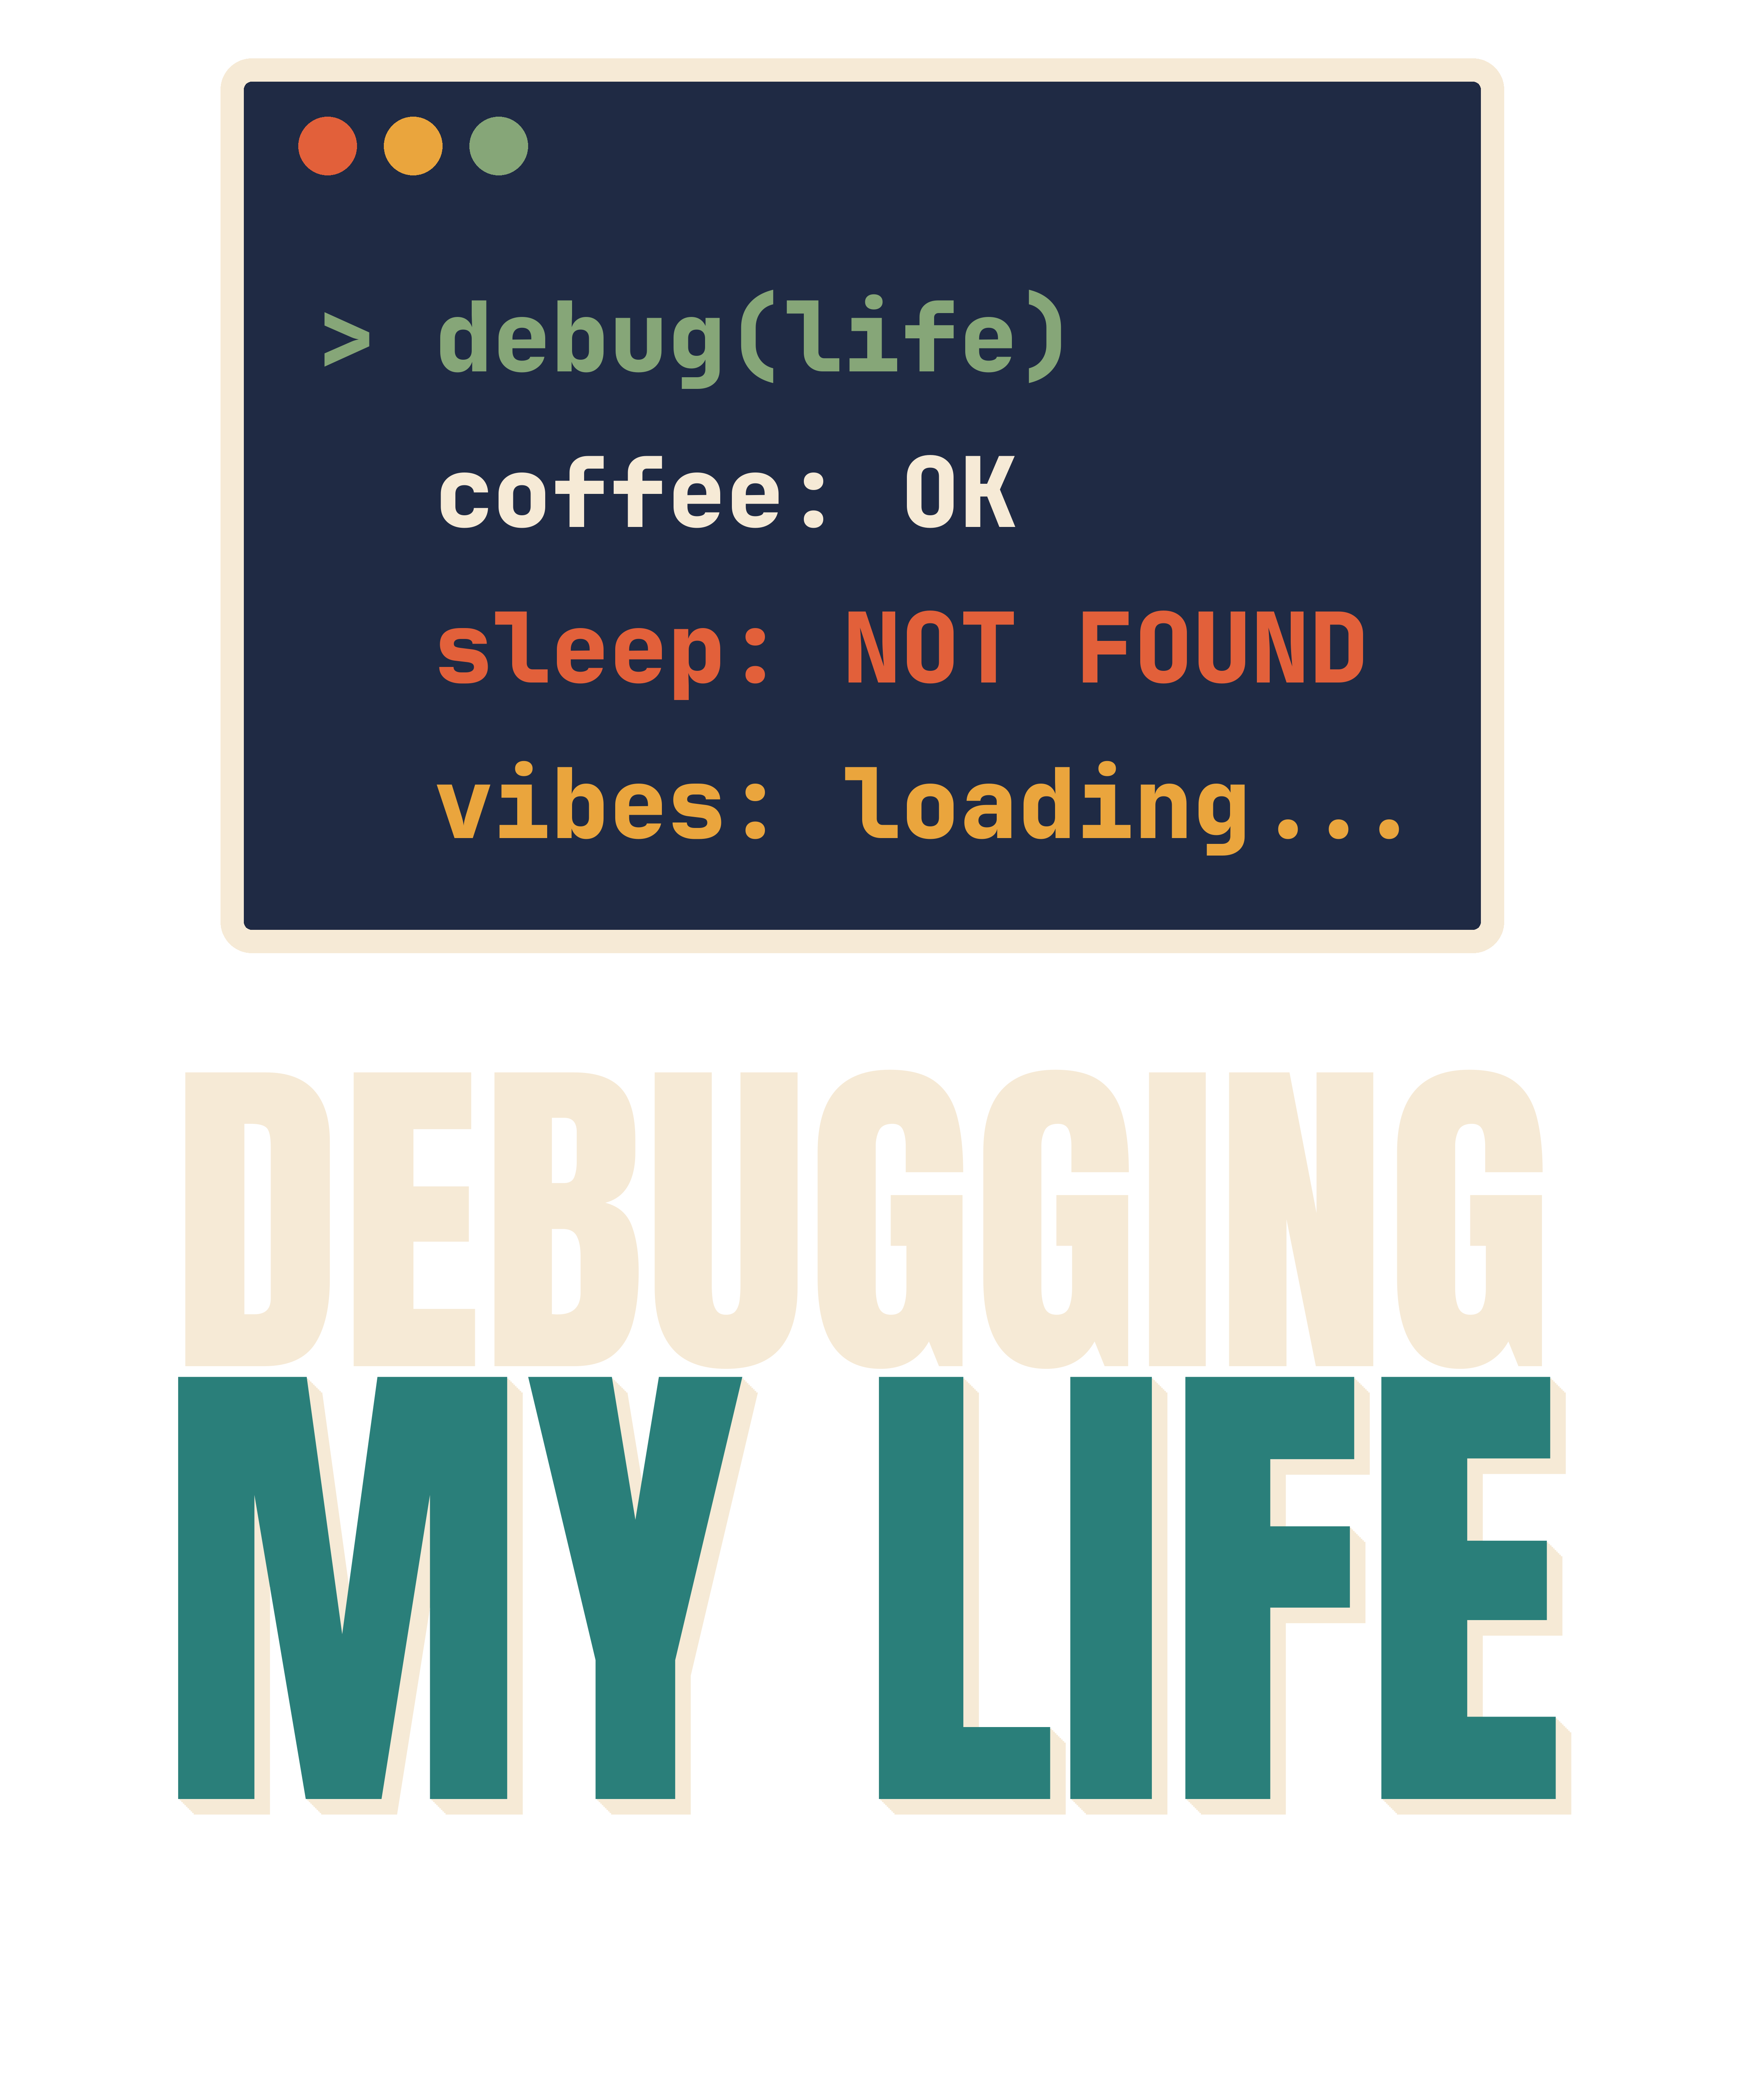 > debug(life)
coffee: OK
sleep: NOT FOUND
vibes: loading...
DEBUGGING
MY LIFE